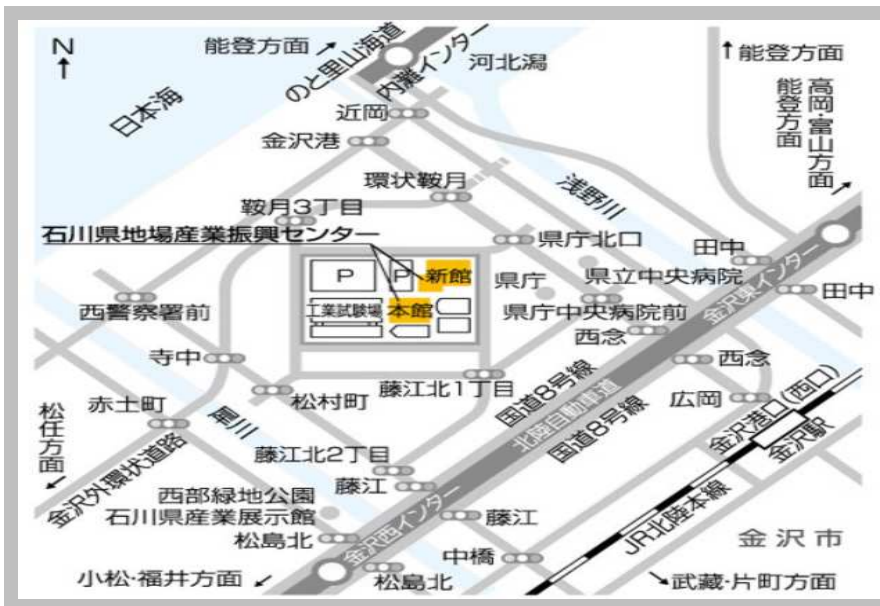 N
能登方面
のと里山海道
内灘インター
河北潟
能登方面
高岡・富山方面
能登方面
日本海
近岡
金沢港
環状鞍月
浅野川
鞍月3丁目
石川県地場産業振興センター
県庁北口
田中
P
P
新館
県庁
県立中央病院
金沢東インター
田中
西警察署前
工業試験場
本館
県庁中央病院前
西念
寺中
藤江北1丁目
国道8号線
北陸自動車道
国道8号線
西念
広岡
金沢港口(西口)
金沢駅
赤土町
松村町
犀川
松任方面
金沢外環状道路
藤江北2丁目
藤江
西部緑地公園
石川県産業展示館
藤江
松島北
金沢西インター
中橋
JR北陸本線
金沢市
小松・福井方面
松島北
武蔵・片町方面